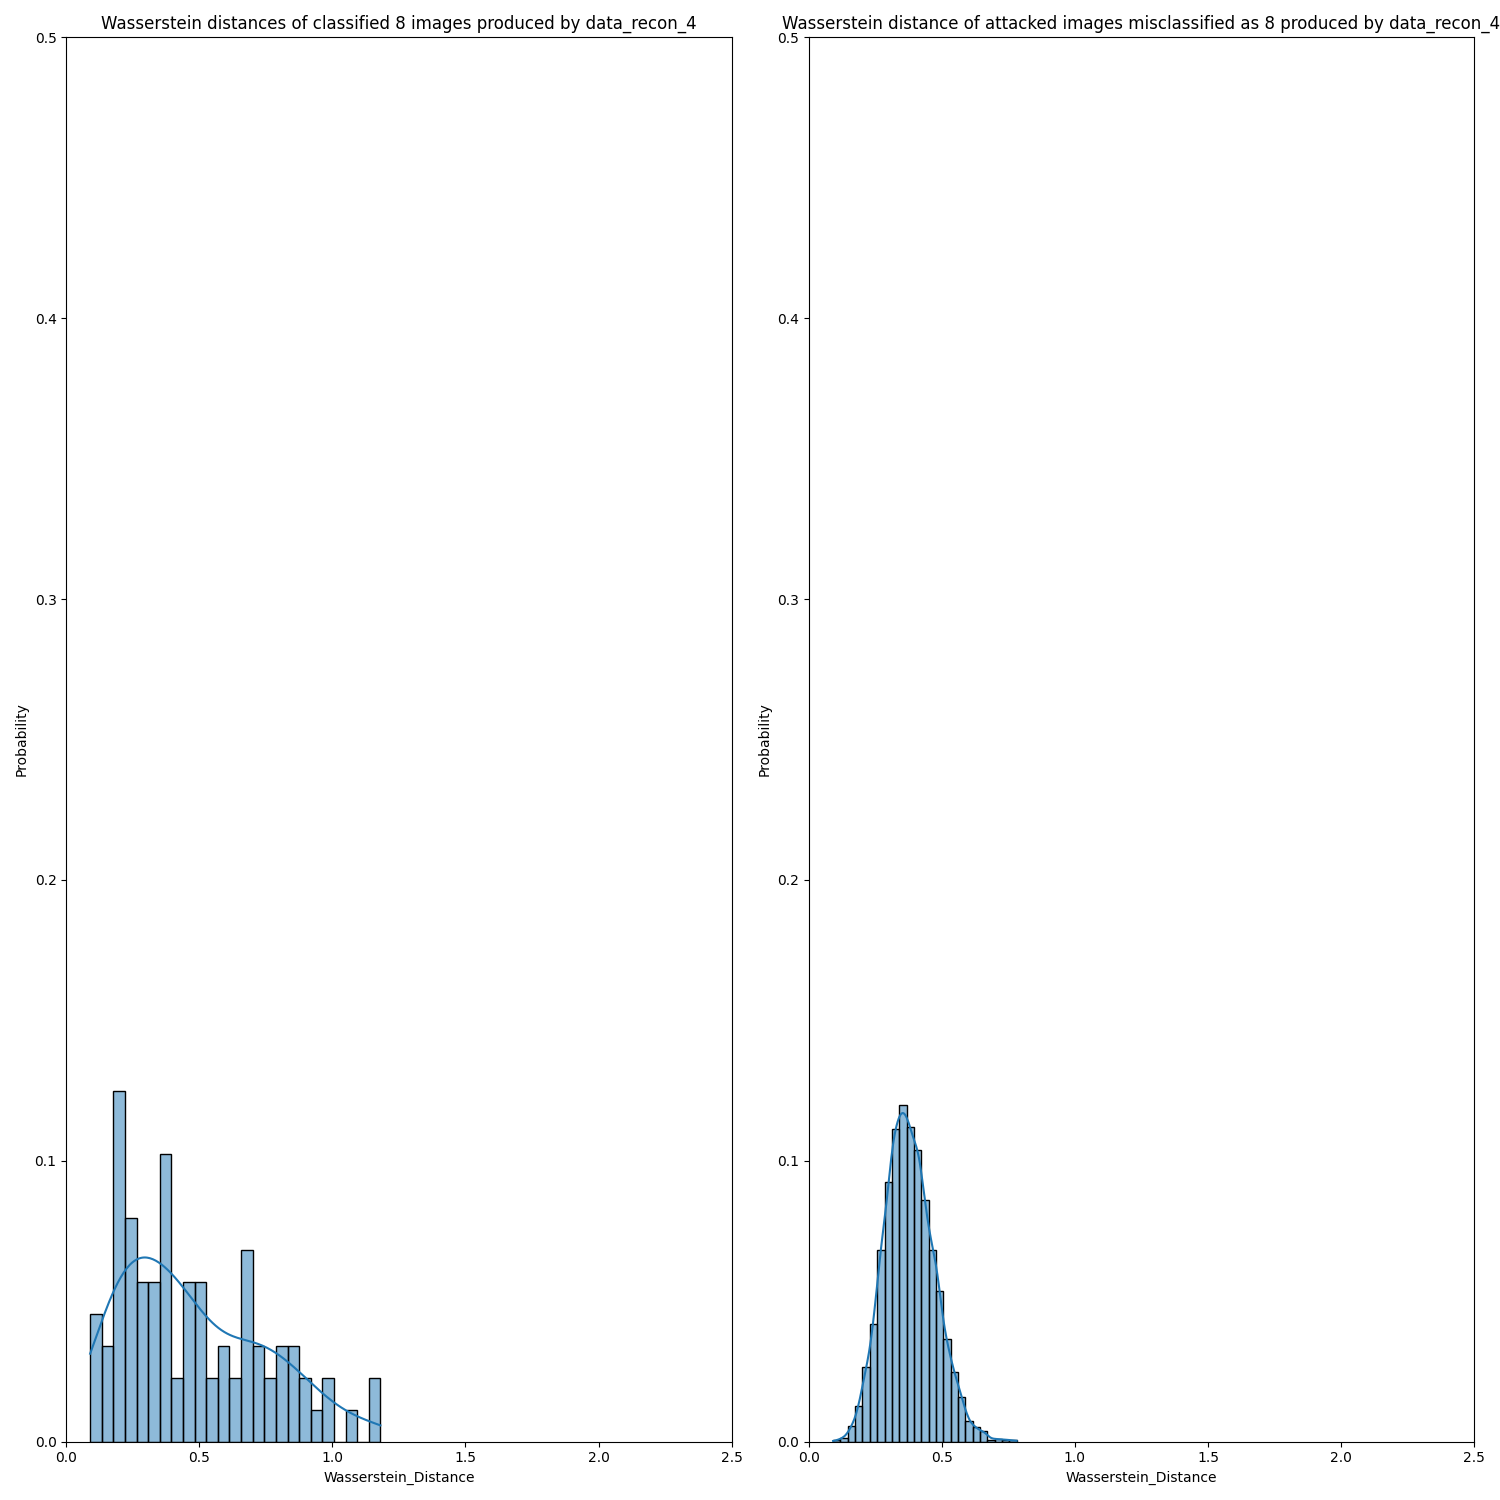 Wasserstein distances of classified 8 images produced by data_recon_4
0.5
0.4
0.3
0.2
0.1
0.0
Probability
0.0 0.5 1.0 1.5 2.0 2.5
Wasserstein_Distance
Wasserstein distance of attacked images misclassified as 8 produced by data_recon_4
0.5
0.4
0.3
0.2
0.1
0.0
Probability
0.0 0.5 1.0 1.5 2.0 2.5
Wasserstein_Distance